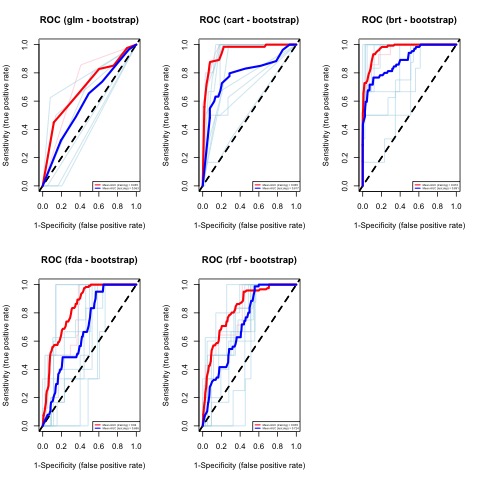 ROC (glm - bootstrap)
Sensitivity (true positive rate)
0.0 0.2 0.4 0.6 0.8 1.0
0.0 0.2 0.4 0.6 0.8 1.0
1-Specificity (false positive rate)
ROC (cart - bootstrap)
Sensitivity (true positive rate)
0.0 0.2 0.4 0.6 0.8 1.0
0.0 0.2 0.4 0.6 0.8 1.0
1-Specificity (false positive rate)
ROC (brt - bootstrap)
Sensitivity (true positive rate)
0.0 0.2 0.4 0.6 0.8 1.0
0.0 0.2 0.4 0.6 0.8 1.0
1-Specificity (false positive rate)
ROC (fda - bootstrap)
Sensitivity (true positive rate)
0.0 0.2 0.4 0.6 0.8 1.0
0.0 0.2 0.4 0.6 0.8 1.0
1-Specificity (false positive rate)
ROC (rbf - bootstrap)
Sensitivity (true positive rate)
0.0 0.2 0.4 0.6 0.8 1.0
0.0 0.2 0.4 0.6 0.8 1.0
1-Specificity (false positive rate)